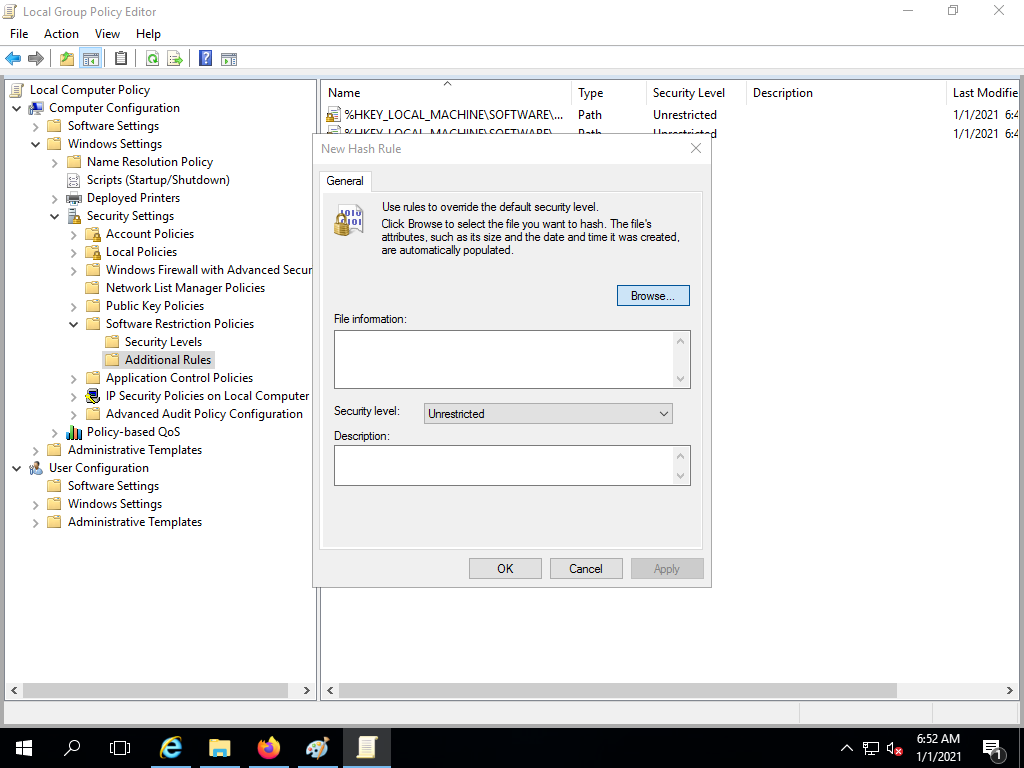 Local Group Policy Editor
File Action View Help
Local Computer Policy
Computer Configuration
Software Settings
Windows Settings
Name Resolution Policy
Scripts (Startup/Shutdown)
Deployed Printers
Security Settings
Account Policies
Local Policies
Windows Firewall with Advanced Secur
Network List Manager Policies
Public Key Policies
Software Restriction Policies
Security Levels
Additional Rules
Application Control Policies
IP Security Policies on Local Computer
Advanced Audit Policy Configuration
Policy-based QoS
Administrative Templates
User Configuration
Software Settings
Windows Settings
Administrative Templates
Name Type Security Level Description Last Modifie
%HKEY_LOCAL_MACHINE\SOFTWARE\... Path Unrestricted 1/1/2021 6:4
%HKEY_LOCAL_MACHINE\SOFTWARE\... Path Unrestricted 1/1/2021 6:4
New Hash Rule
General
Use rules to override the default security level.
Click Browse to select the file you want to hash. The file's
attributes, such as its size and the date and time it was created,
are automatically populated.
Browse...
File information:
Security level: Unrestricted
Description:
OK Cancel Apply
6:52 AM
1/1/2021
1